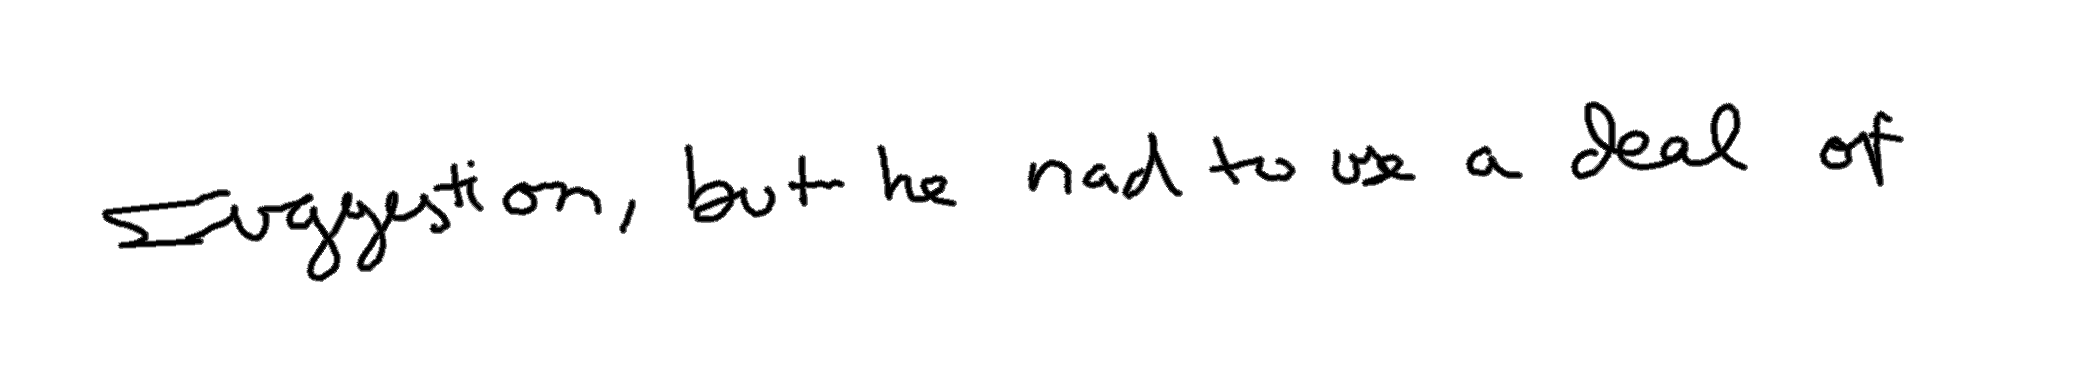 suggestion, but he had to use a deal of